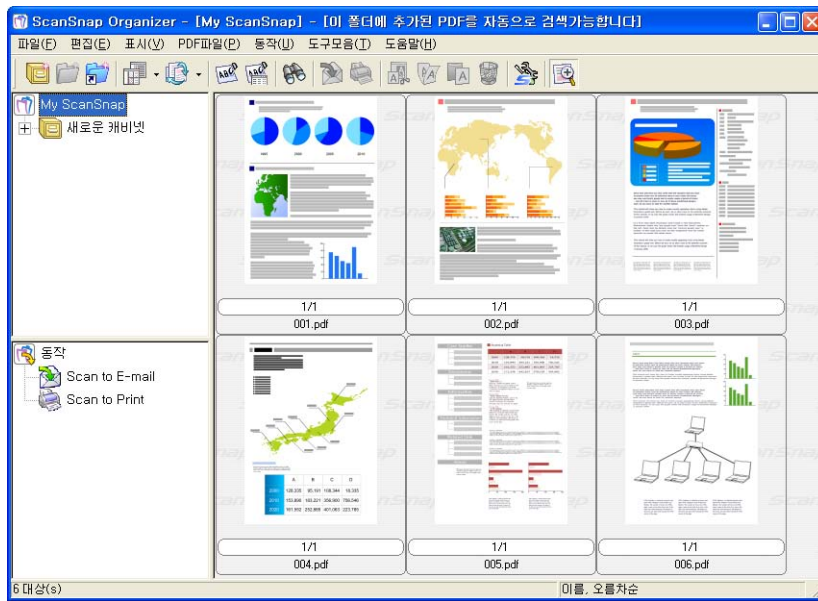 ScanSnap Organizer - [My ScanSnap] - [이 폴더에 추가된 PDF를 자동으로 검색가능합니다]
파일(F) 편집(E) 표시(V) PDF파일(P) 동작(U) 도구모음(T) 도움말(H)
My ScanSnap
새로운 캐비넷
1/1 1/1 1/1
001.pdf 002.pdf 003.pdf
동작
Scan to E-mail
Scan to Print
A B C D
1/1 1/1 1/1
004.pdf 005.pdf 006.pdf
6 대상(s) 이름, 오름차순